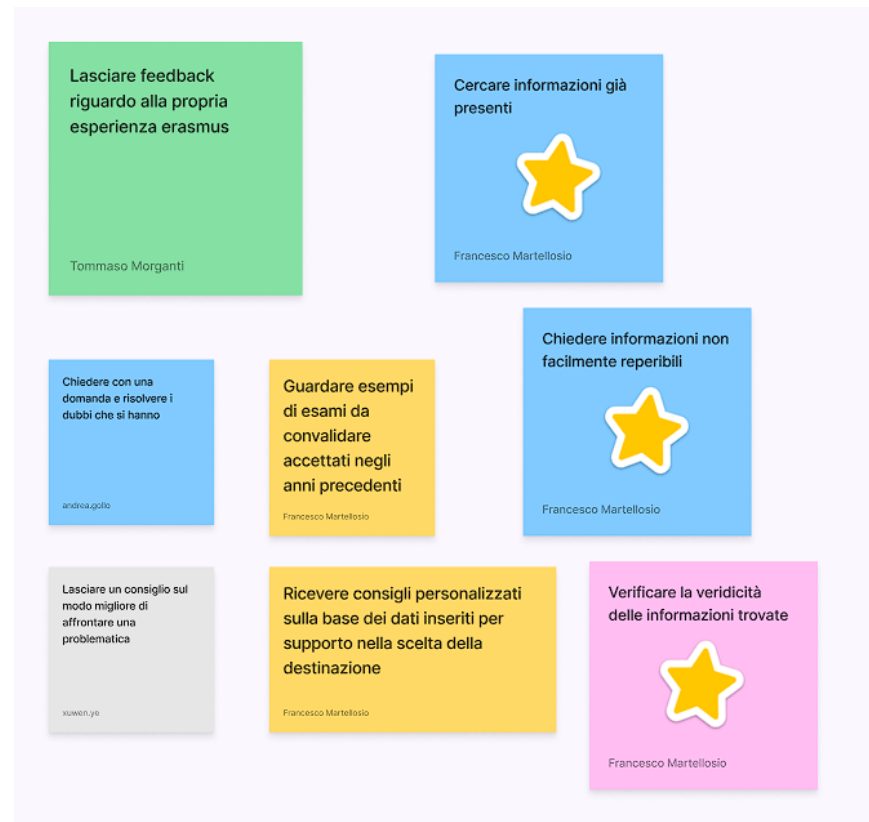 Lasciare feedback
riguardo alla propria
esperienza erasmus
Tommaso Morganti
Cercare informazioni già
presenti
Francesco Martellosio
Chiedere informazioni non
facilmente reperibili
Francesco Martellosio
Chiedere con una
domanda e risolvere i
dubbi che si hanno
andrea.gollo
Guardare esempi
di esami da
convalidare
accettati negli
anni precedenti
Francesco Martellosio
Lasciare un consiglio sul
modo migliore di
affrontare una
problematica
xuwen.ye
Ricevere consigli personalizzati
sulla base dei dati inseriti per
supporto nella scelta della
destinazione
Francesco Martellosio
Verificare la veridicità
delle informazioni trovate
Francesco Martellosio